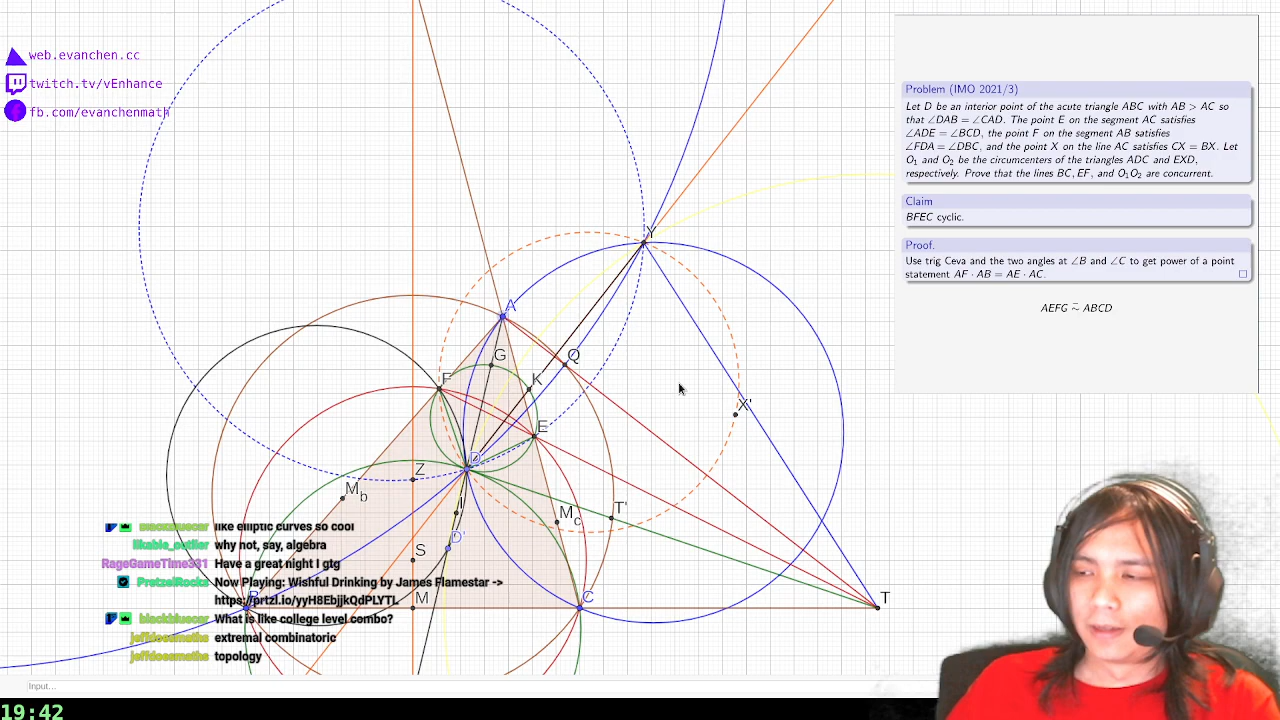 web.evanchen.cc
twitch.tv/vEnhance
fb.com/evanchenmath
Problem (IMO 2021/3)
Let D be an interior point of the acute triangle ABC with AB > AC so
that ∠DAB = ∠CAD. The point E on the segment AC satisfies
∠ADE = ∠BCD, the point F on the segment AB satisfies
∠FDA = ∠DBC, and the point X on the line AC satisfies CX = BX. Let
O₁ and O₂ be the circumcenters of the triangles ADC and EXD,
respectively. Prove that the lines BC, EF, and O₁O₂ are concurrent.
Claim
BFEC cyclic.
Proof.
Use trig Ceva and the two angles at ∠B and ∠C to get power of a point
statement AF · AB = AE · AC.
□
AEFG ~ ABCD
Y
A
G
K
Q
F
X'
E
D
Z
M_b
M_c
T'
D'
S
B
M
C
T
like elliptic curves so cool
likable_outlier why not, say, algebra
RageGameTime331 Have a great night I gtg
PretzelRocks Now Playing: Wishful Drinking by James Flamestar ->
https://prtzl.io/yyH8EbjjkQdPLYTL
blackbluecar What is like college level combo?
jeffdoesmaths extremal combinatoric
jeffdoesmaths topology
Input...
19:42